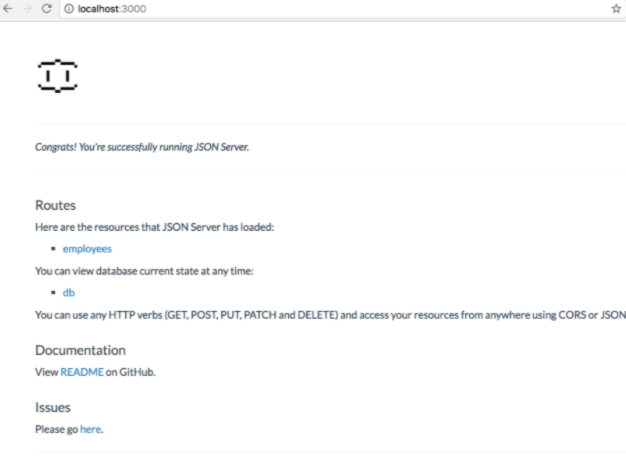 localhost:3000
Congrats! You're successfully running JSON Server.
Routes
Here are the resources that JSON Server has loaded:
employees
You can view database current state at any time:
db
You can use any HTTP verbs (GET, POST, PUT, PATCH and DELETE) and access your resources from anywhere using CORS or JSON
Documentation
View README on GitHub.
Issues
Please go here.